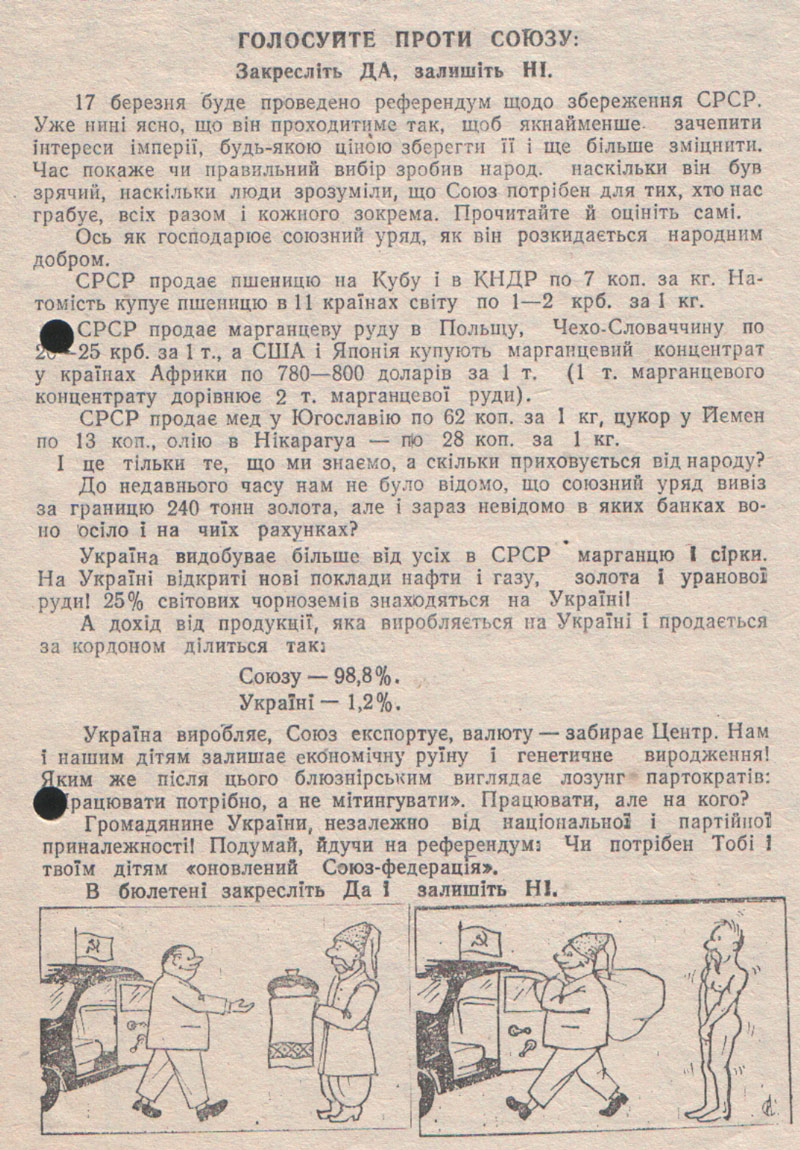 ГОЛОСУЙТЕ ПРОТИ СОЮЗУ:
Закресліть ДА, залишіть НІ.
17 березня буде проведено референдум щодо збереження СРСР.
Уже нині ясно, що він проходитиме так, щоб якнайменше зачепити
інтереси імперії, будь-якою ціною зберегти її і ще більше зміцнити.
Час покаже чи правильний вибір зробив народ. наскільки він був
зрячий, наскільки люди зрозуміли, що Союз потрібен для тих, хто нас
грабує, всіх разом і кожного зокрема. Прочитайте й оцініть самі.
Ось як господарює союзний уряд, як він розкидається народним
добром.
СРСР продає пшеницю на Кубу і в КНДР по 7 коп. за кг. На-
томість купує пшеницю в 11 країнах світу по 1—2 крб. за 1 кг.
СРСР продає марганцеву руду в Польщу, Чехо-Словаччину по
20—25 крб. за 1 т., а США і Японія купують марганцевий концентрат
у країнах Африки по 780—800 доларів за 1 т. (1 т. марганцевого
концентрату дорівнює 2 т. марганцевої руди).
СРСР продає мед у Югославію по 62 коп. за 1 кг, цукор у Йемен
по 13 коп., олію в Нікарагуа — по 28 коп. за 1 кг.
І це тільки те, що ми знаємо, а скільки приховується від народу?
До недавнього часу нам не було відомо, що союзний уряд вивіз
за границю 240 тонн золота, але і зараз невідомо в яких банках во-
но осіло і на чиїх рахунках?
Україна видобуває більше від усіх в СРСР марганцю і сірки.
На Україні відкриті нові поклади нафти і газу, золота і уранової
руди! 25% світових чорноземів знаходяться на Україні!
А дохід від продукції, яка виробляється на Україні і продається
за кордоном ділиться так:
Союзу — 98,8%.
Україні — 1,2%.
Україна виробляє, Союз експортує, валюту — забирає Центр. Нам
і нашим дітям залишає економічну руїну і генетичне виродження!
Яким же після цього блюзнірським виглядає лозунг партократів:
рацювати потрібно, а не мітингувати». Працювати, але на кого?
Громадянине України, незалежно від національної і партійної
приналежності! Подумай, йдучи на референдум: Чи потрібен Тобі і
твоїм дітям «оновлений Союз-федерація».
В бюлетені закресліть Да і залишіть НІ.